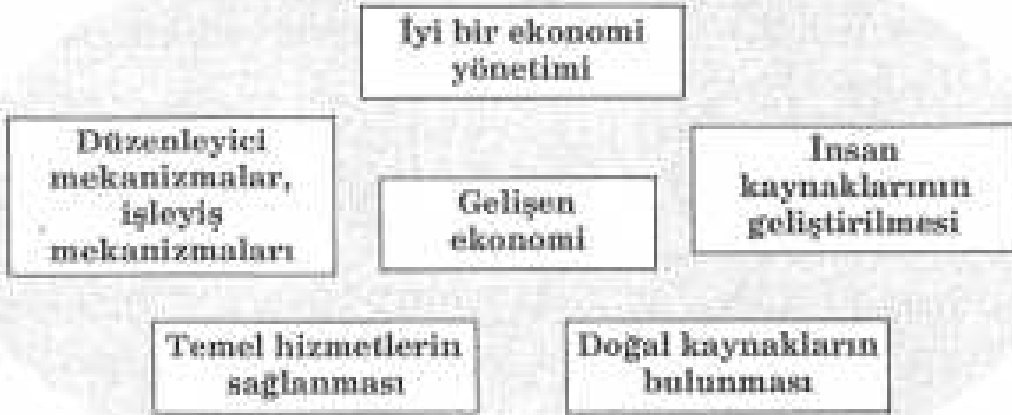 İyi bir ekonomi
yönetimi
Düzenleyici
mekanizmalar,
işleyiş
mekanizmaları
Gelişen
ekonomi
İnsan
kaynaklarının
geliştirilmesi
Temel hizmetlerin
sağlanması
Doğal kaynakların
bulunması